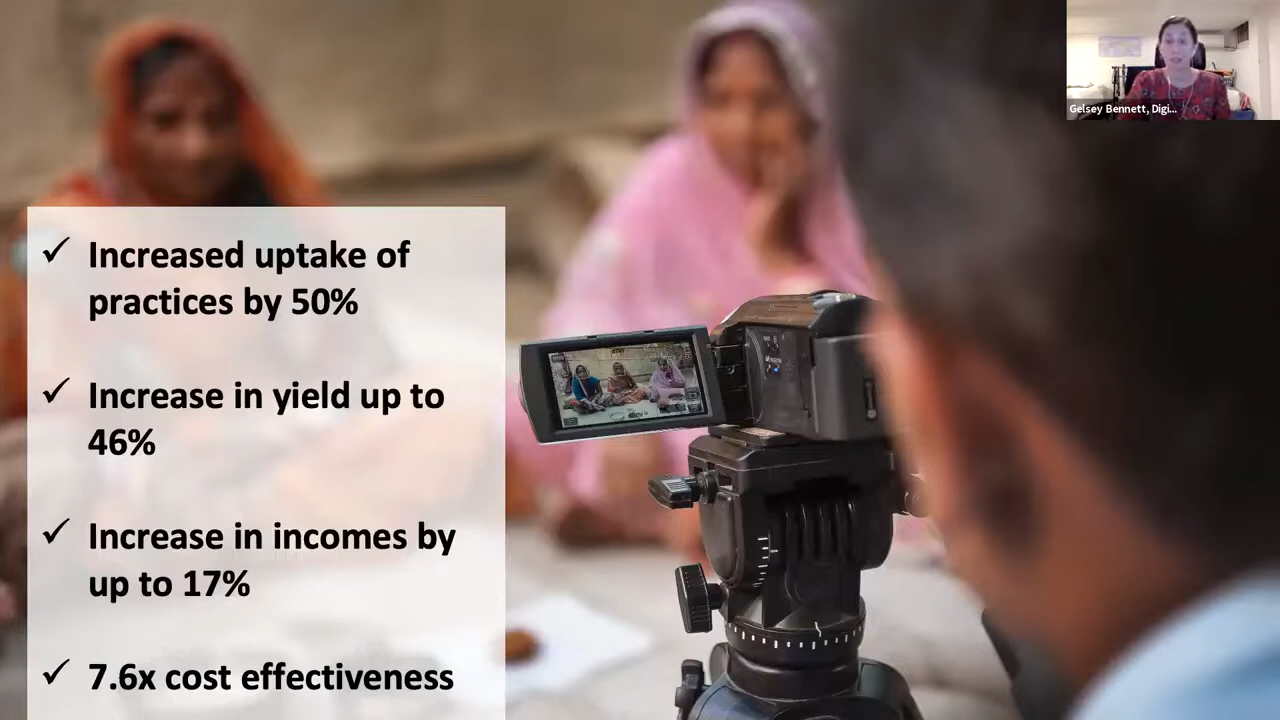 Gelsey Bennett, Digi...
✓ Increased uptake of
practices by 50%
✓ Increase in yield up to
46%
✓ Increase in incomes by
up to 17%
✓ 7.6x cost effectiveness